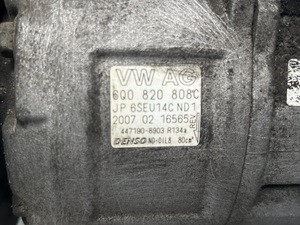 VW AG
6Q0 820 808C
JP 6SEU14C ND1
2007 02 16565
447190-8903 R134a
DENSO ND-OIL8 80cm³